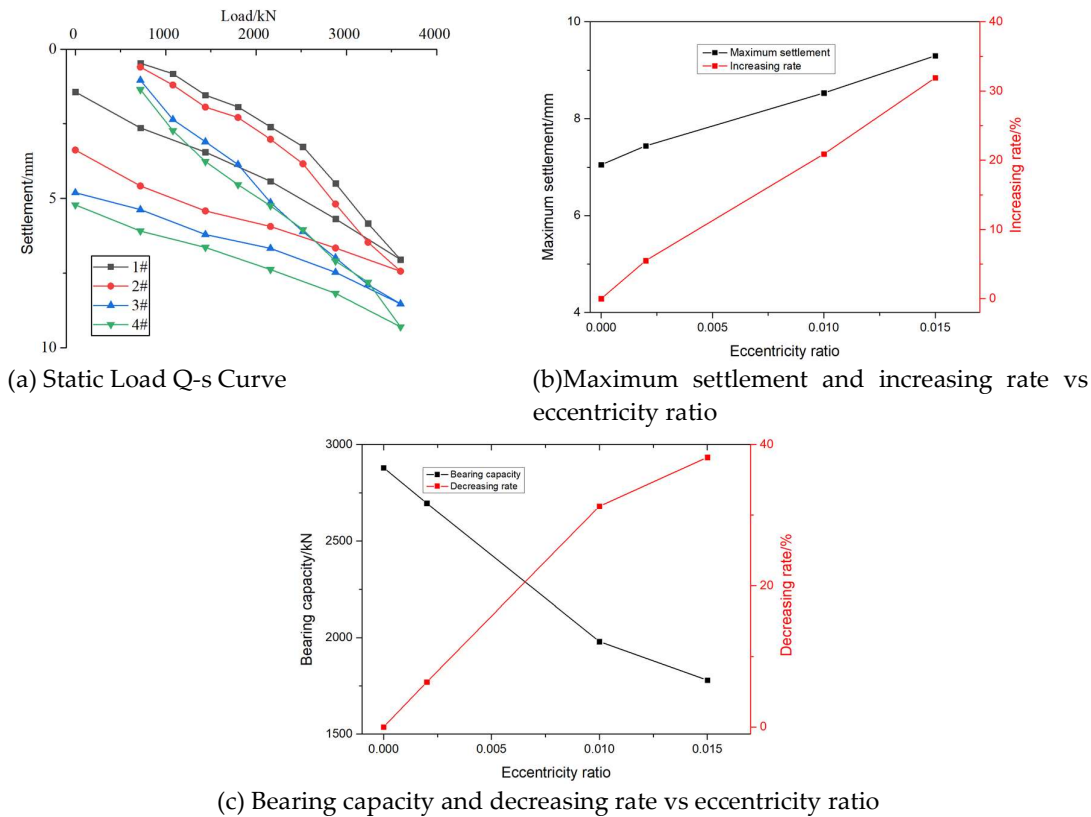 Load/kN
0 1000 2000 3000 4000
0
5
10
Settlement/mm
1#
2#
3#
4#
(a) Static Load Q-s Curve
10
8
6
4
Maximum settlement/mm
Maximum settlement
Increasing rate
40
30
20
10
0
Increasing rate/%
0.000 0.005 0.010 0.015
Eccentricity ratio
(b)Maximum settlement and increasing rate vs
eccentricity ratio
3000
2500
2000
1500
Bearing capacity/kN
Bearing capacity
Decreasing rate
40
20
0
Decreasing rate/%
0.000 0.005 0.010 0.015
Eccentricity ratio
(c) Bearing capacity and decreasing rate vs eccentricity ratio